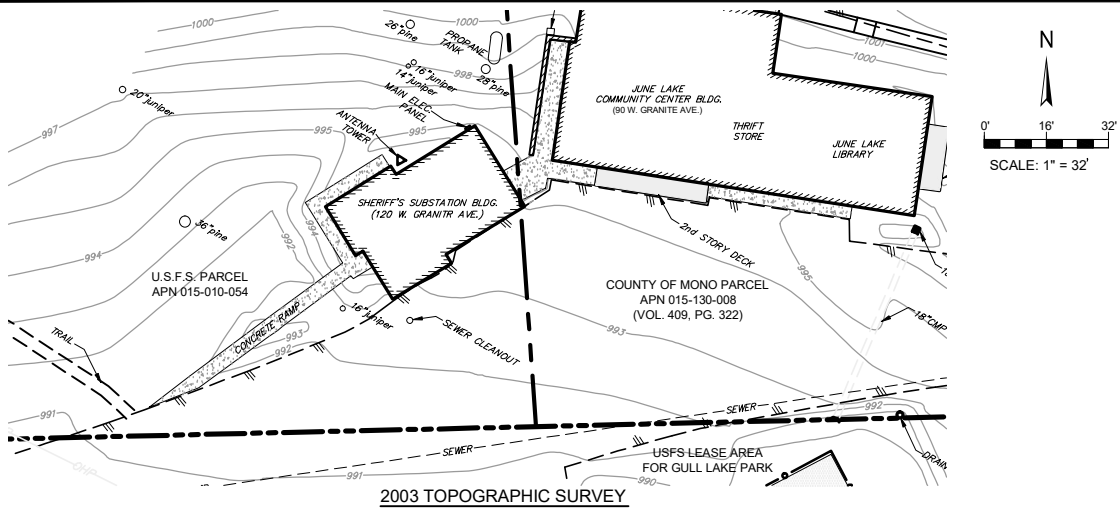 1000
1000
1001
1000
N
26"pine
PROPANE
TANK
998
16"juniper
14"juniper
28"pine
MAIN ELEC.
PANEL
20"juniper
997
ANTENNA
TOWER
995
995
JUNE LAKE
COMMUNITY CENTER BLDG.
(90 W. GRANITE AVE.)
THRIFT
STORE
JUNE LAKE
LIBRARY
0' 16' 32'
SCALE: 1" = 32'
SHERIFF'S SUBSTATION BLDG.
(120 W. GRANITR AVE.)
36"pine
994
994
992
2nd STORY DECK
995
U.S.F.S. PARCEL
APN 015-010-054
COUNTY OF MONO PARCEL
APN 015-130-008
(VOL. 409, PG. 322)
18"CMP
16"juniper
SEWER CLEANOUT
CONCRETE RAMP
993
992
993
TRAIL
991
SEWER
992
SEWER
OHP
991
USFS LEASE AREA
FOR GULL LAKE PARK
990
DRAIN
2003 TOPOGRAPHIC SURVEY